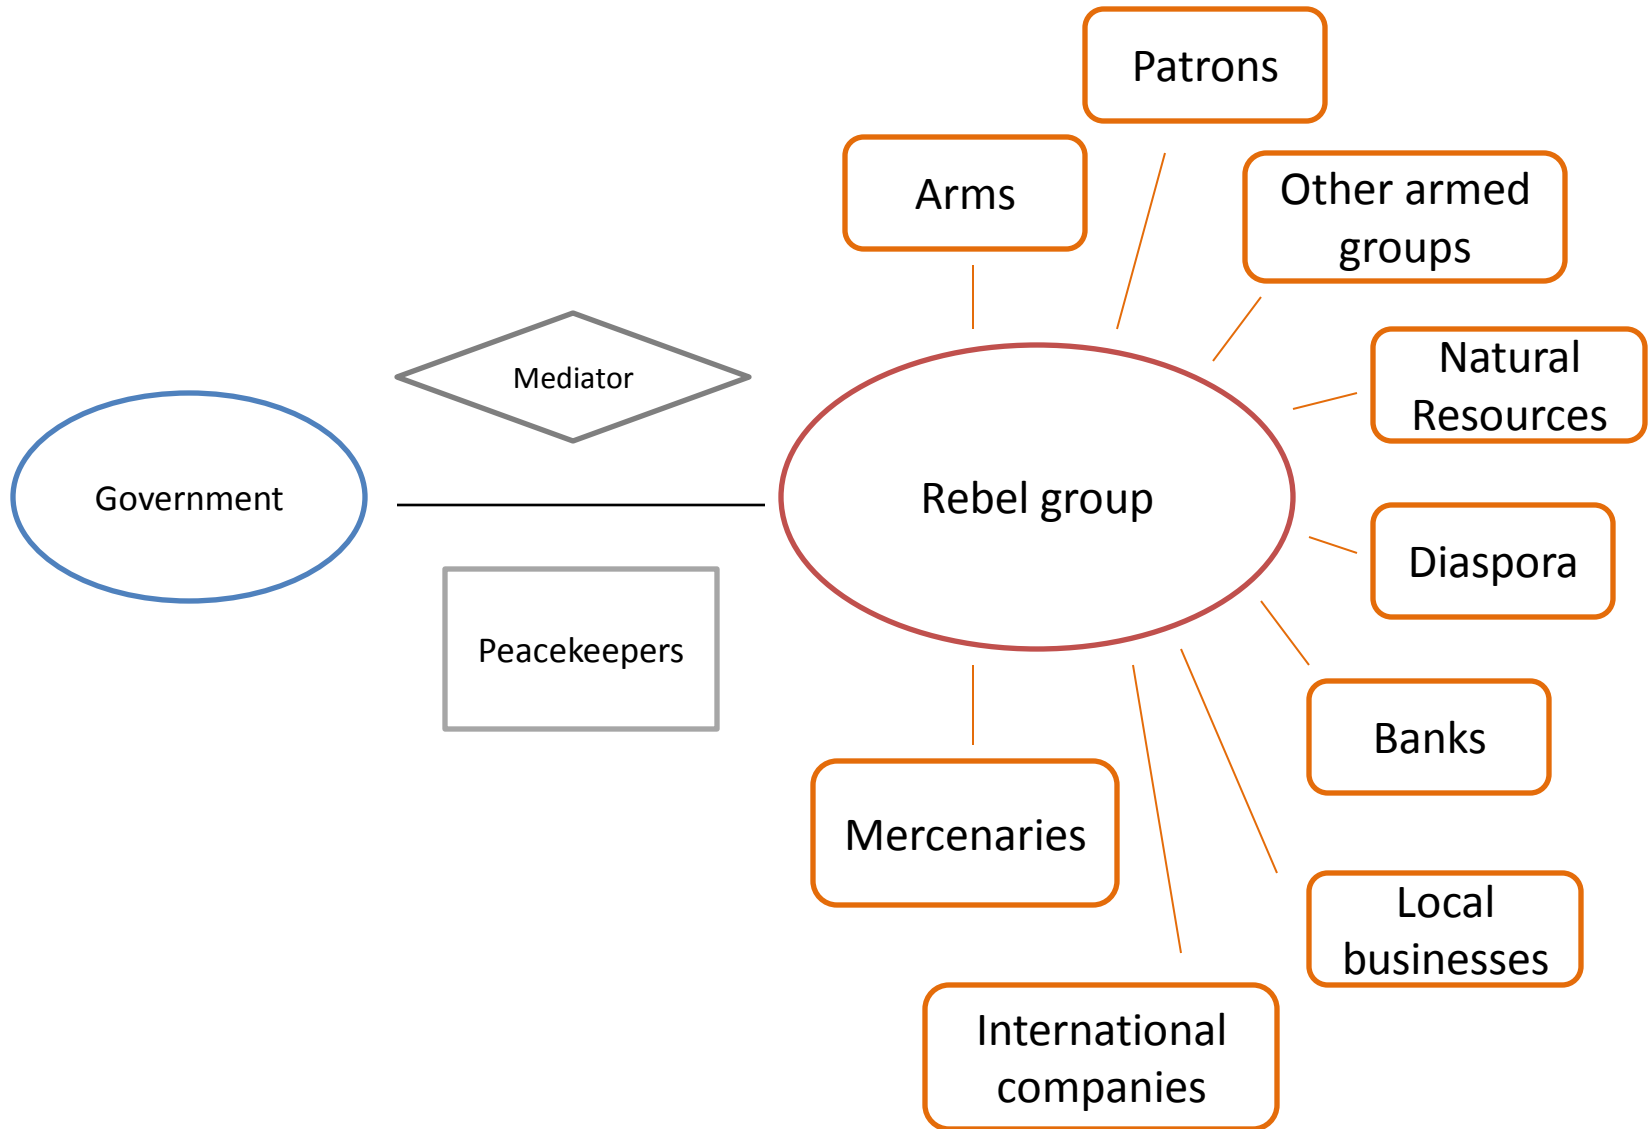 Patrons
Arms
Other armed
groups
Mediator
Natural
Resources
Government
Rebel group
Diaspora
Peacekeepers
Banks
Mercenaries
Local
businesses
International
companies